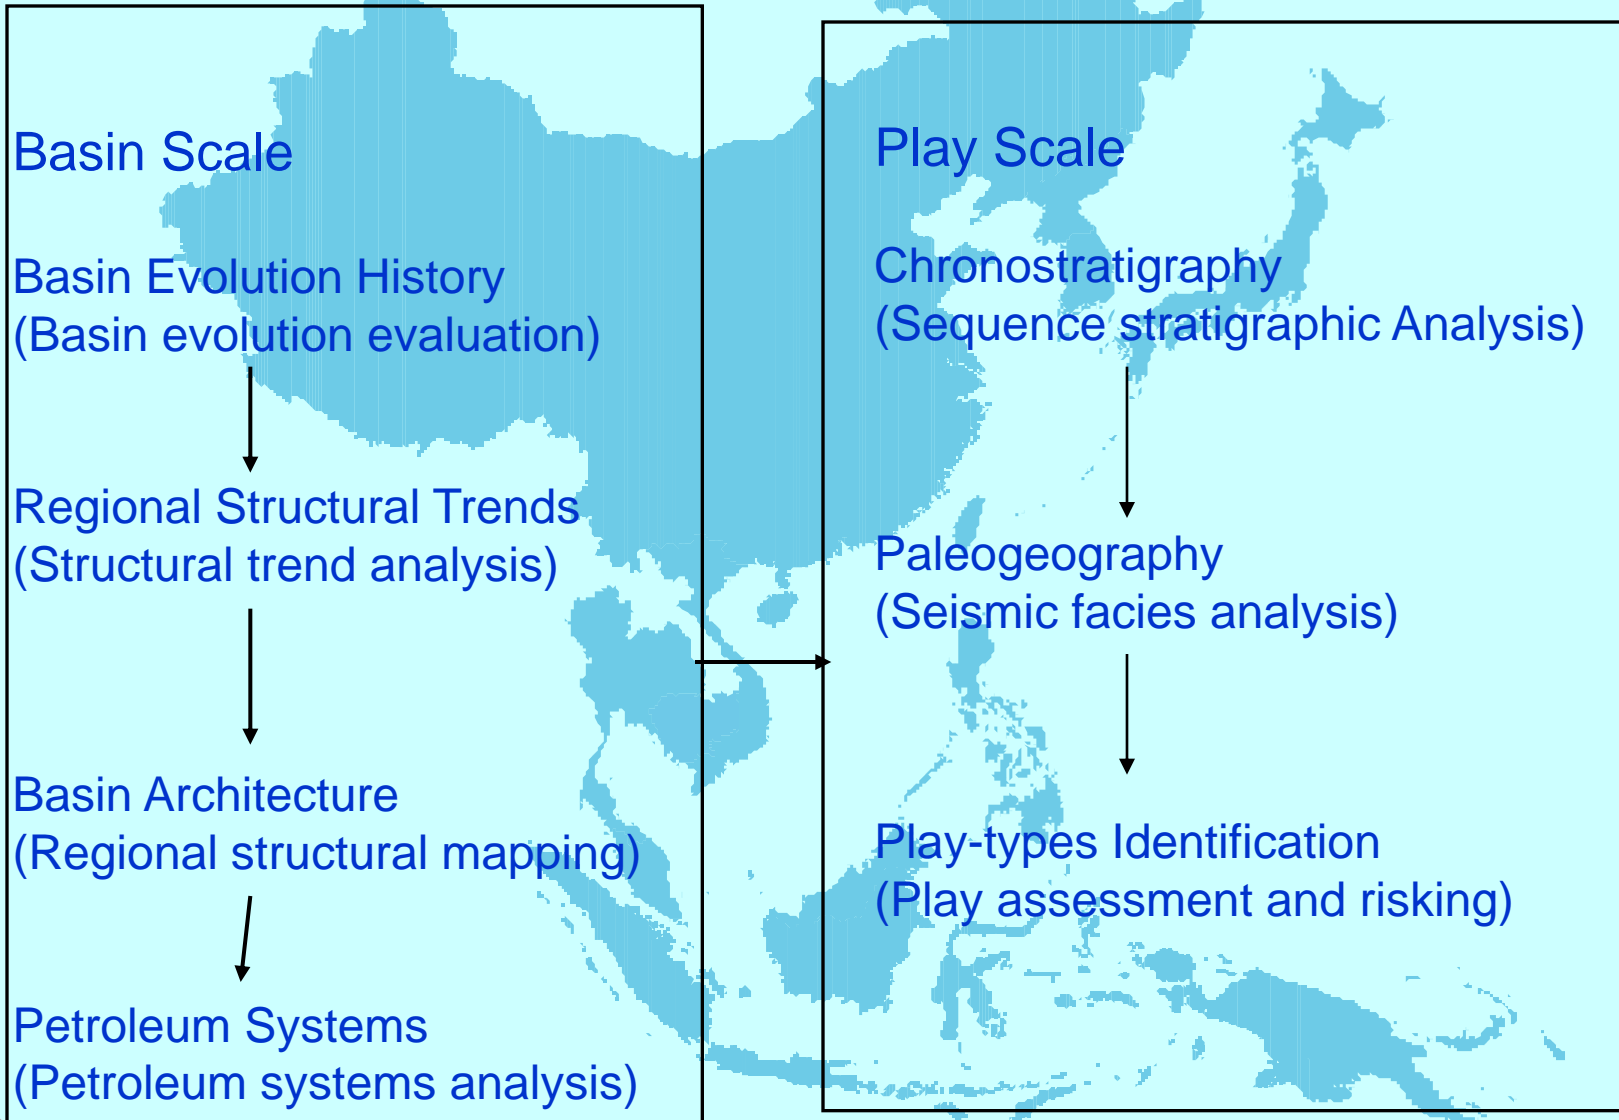 Basin Scale
Basin Evolution History
(Basin evolution evaluation)
Regional Structural Trends
(Structural trend analysis)
Basin Architecture
(Regional structural mapping)
Petroleum Systems
(Petroleum systems analysis)
Play Scale
Chronostratigraphy
(Sequence stratigraphic Analysis)
Paleogeography
(Seismic facies analysis)
Play-types Identification
(Play assessment and risking)